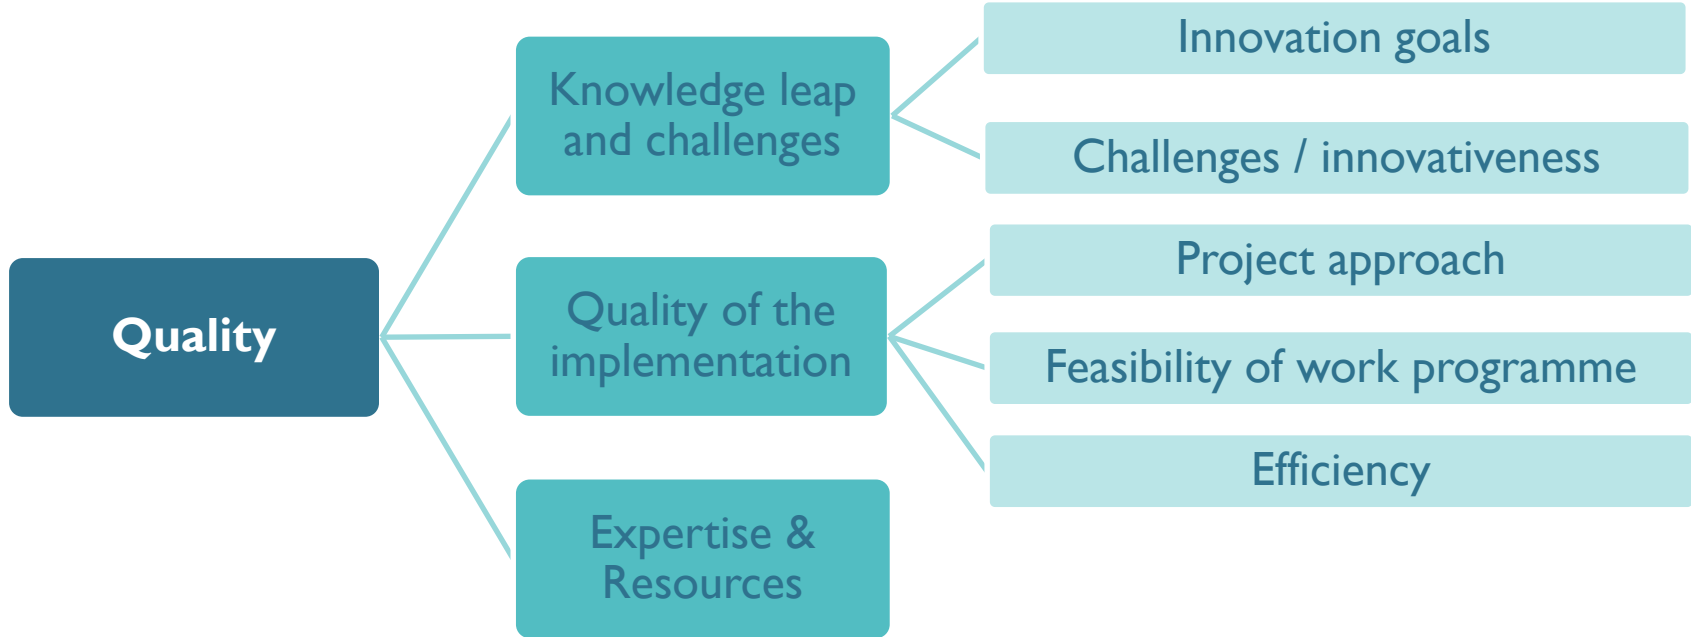 Quality
Knowledge leap
and challenges
Innovation goals
Challenges / innovativeness
Quality of the
implementation
Project approach
Feasibility of work programme
Efficiency
Expertise &
Resources